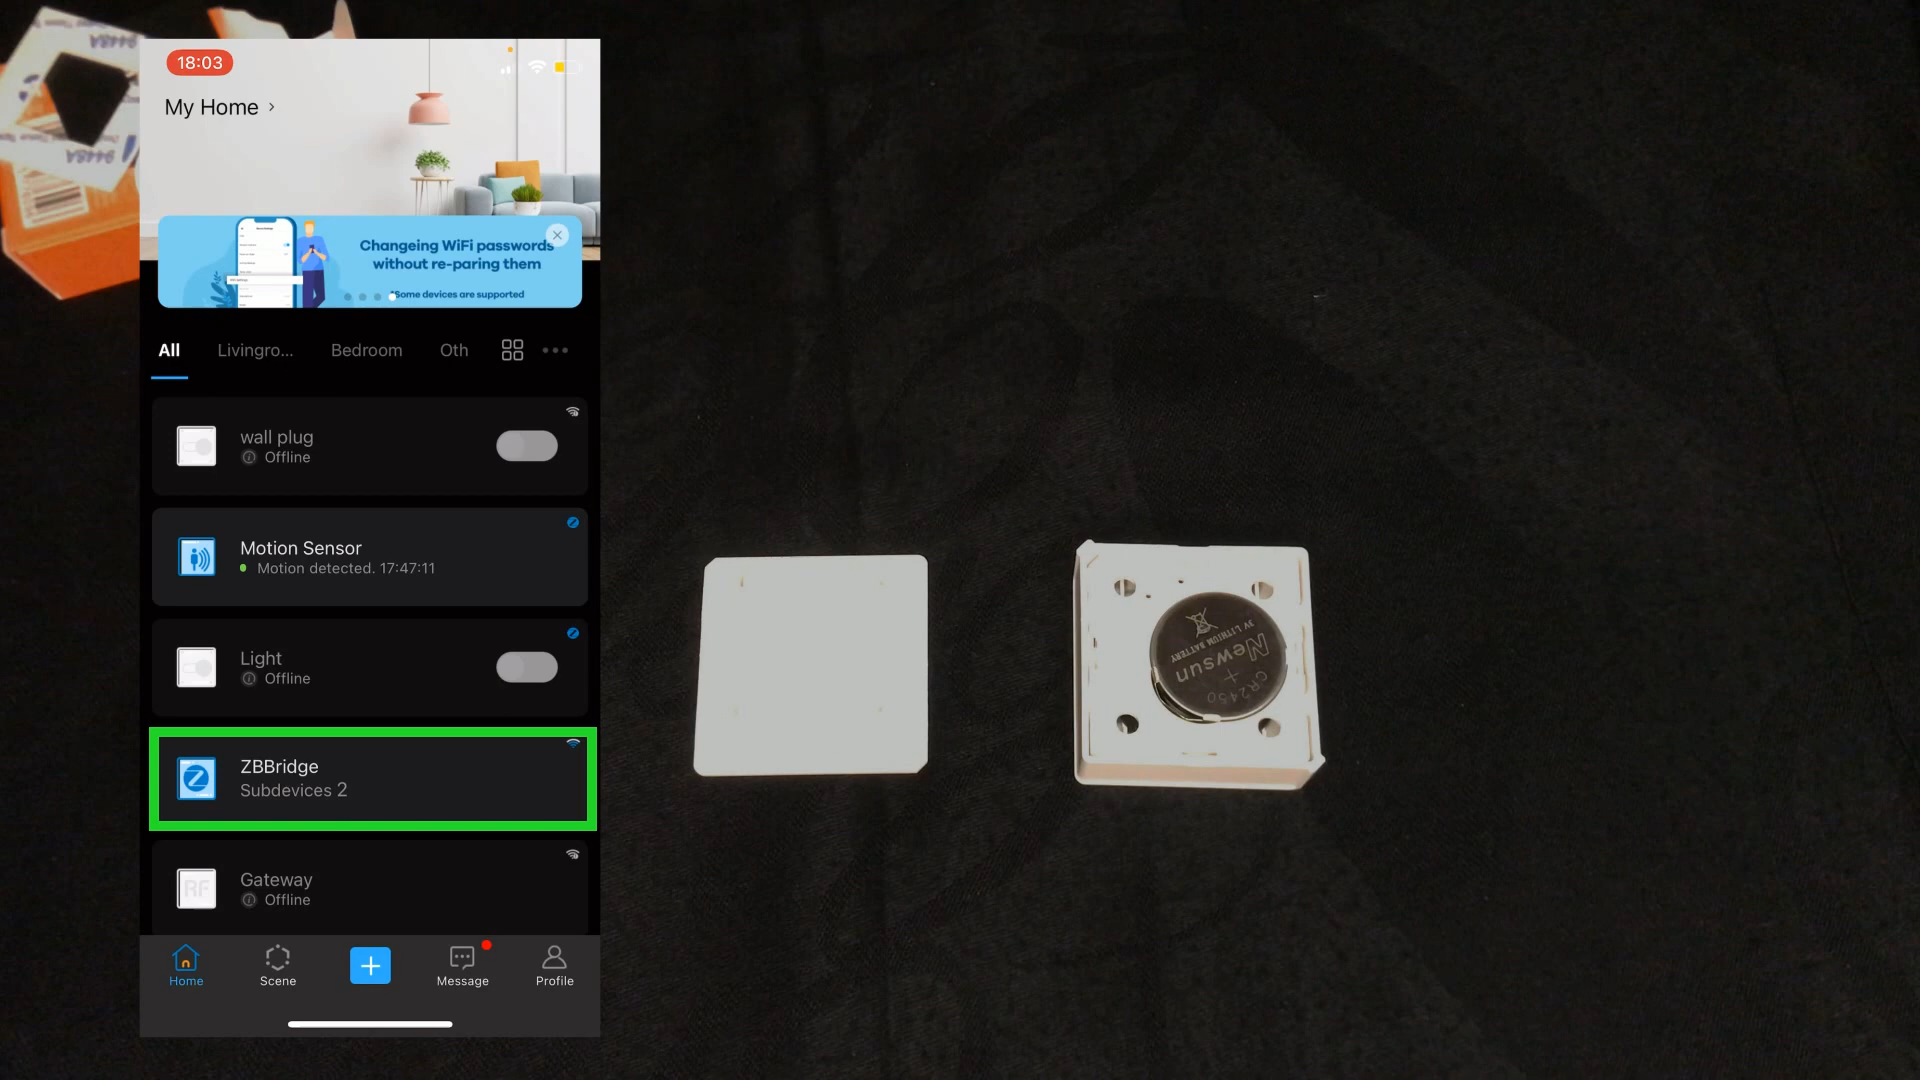 9448A
9448A
18:03
My Home
Changeing WiFi passwords
without re-paring them
*Some devices are supported
All Livingro... Bedroom Oth
wall plug
Offline
Motion Sensor
Motion detected. 17:47:11
Light
Offline
ZBBridge
Subdevices 2
RF
Gateway
Offline
Home Scene Message Profile
3V LITHIUM BATTERY
Newsun
+
CR2450